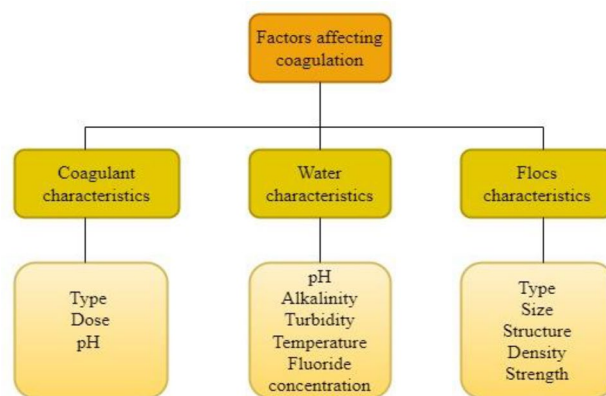 Factors affecting
coagulation
Coagulant
characteristics
Water
characteristics
Flocs
characteristics
Type
Dose
pH
pH
Alkalinity
Turbidity
Temperature
Fluoride
concentration
Type
Size
Structure
Density
Strength